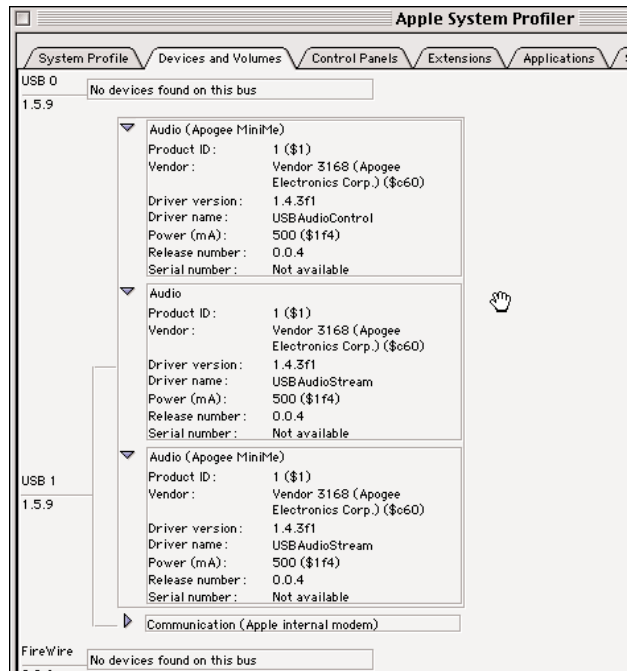 Apple System Profiler
System Profile Devices and Volumes Control Panels Extensions Applications
USB 0
No devices found on this bus
1.5.9
Audio (Apogee MiniMe)
Product ID: 1 ($1)
Vendor: Vendor 3168 (Apogee
Electronics Corp.) ($c60)
Driver version: 1.4.3f1
Driver name: USBAudioControl
Power (mA): 500 ($1f4)
Release number: 0.0.4
Serial number: Not available
Audio
Product ID: 1 ($1)
Vendor: Vendor 3168 (Apogee
Electronics Corp.) ($c60)
Driver version: 1.4.3f1
Driver name: USBAudioStream
Power (mA): 500 ($1f4)
Release number: 0.0.4
Serial number: Not available
USB 1
1.5.9
Audio (Apogee MiniMe)
Product ID: 1 ($1)
Vendor: Vendor 3168 (Apogee
Electronics Corp.) ($c60)
Driver version: 1.4.3f1
Driver name: USBAudioStream
Power (mA): 500 ($1f4)
Release number: 0.0.4
Serial number: Not available
Communication (Apple internal modem)
FireWire
No devices found on this bus